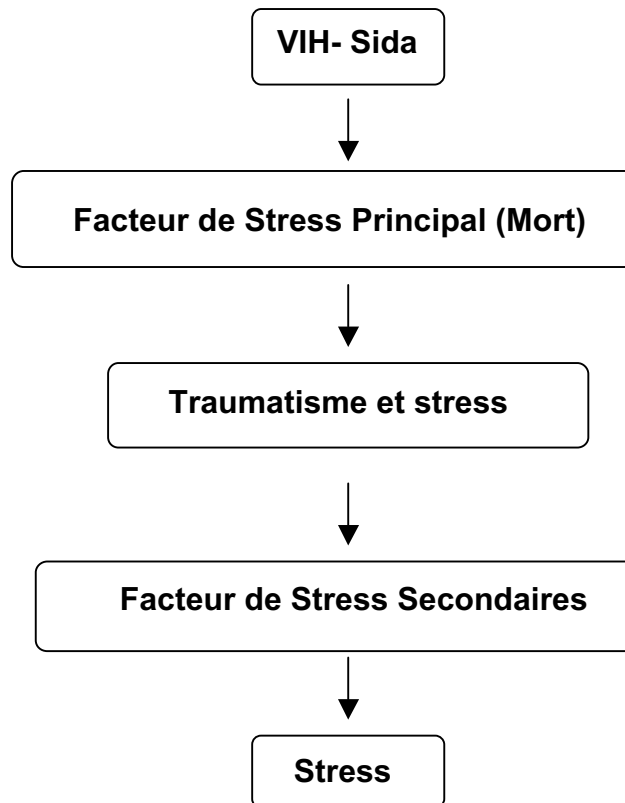 VIH- Sida
Facteur de Stress Principal (Mort)
Traumatisme et stress
Facteur de Stress Secondaires
Stress